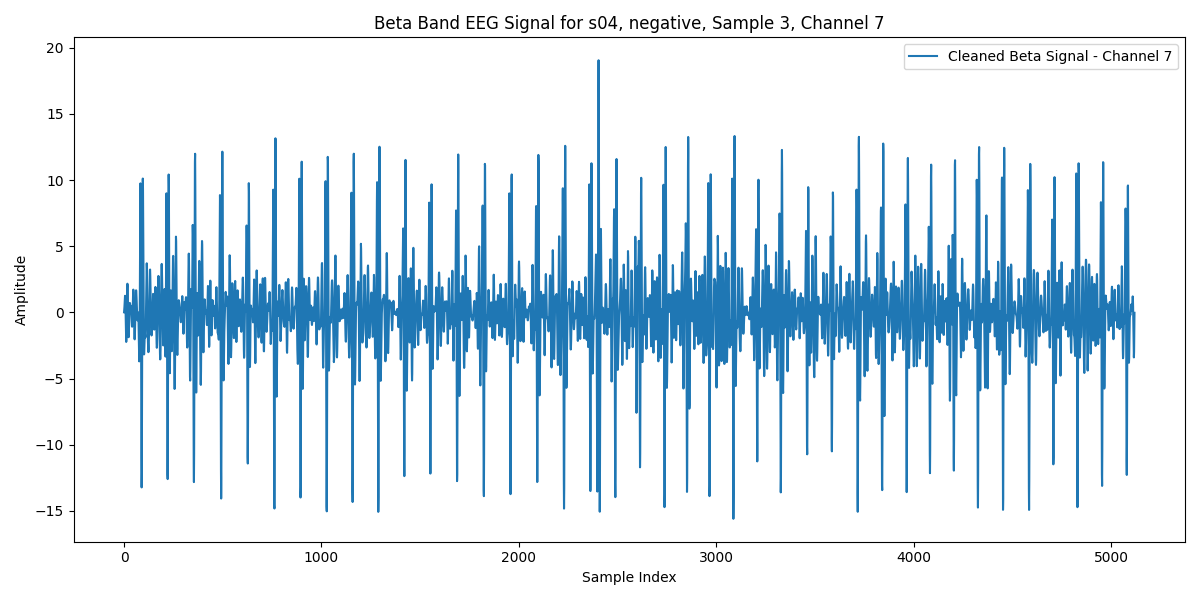 Beta Band EEG Signal for s04, negative, Sample 3, Channel 7
Cleaned Beta Signal - Channel 7
Amplitude
20
15
10
5
0
−5
−10
−15
0 1000 2000 3000 4000 5000
Sample Index